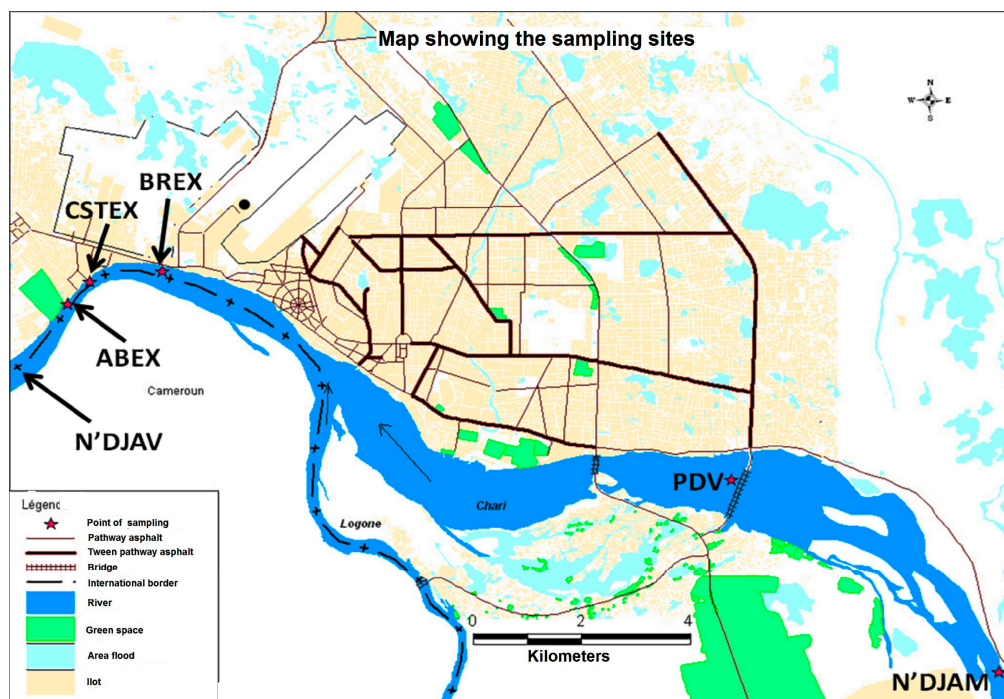 Map showing the sampling sites
N
W E
S
BREX
CSTEX
ABEX
Cameroun
N'DJAV
PDV
Chari
Logone
N'DJAM
Légend
Point of sampling
Pathway asphalt
Tween pathway asphalt
Bridge
International border
River
Green space
Area flood
Ilot
0 2 4
Kilometers